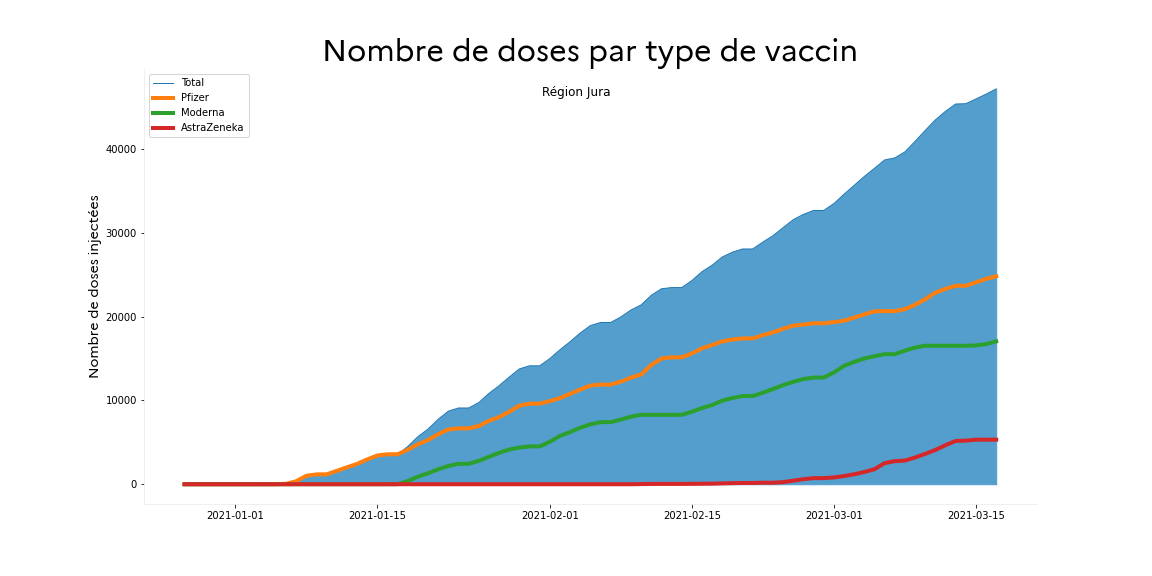 Nombre de doses par type de vaccin
Région Jura
Total
Pfizer
Moderna
AstraZeneka
Nombre de doses injectées
40000
30000
20000
10000
0
2021-01-01
2021-01-15
2021-02-01
2021-02-15
2021-03-01
2021-03-15